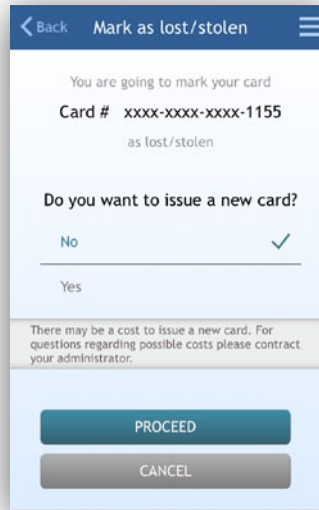 Back Mark as lost/stolen
You are going to mark your card
Card # xxxx-xxxx-xxxx-1155
as lost/stolen
Do you want to issue a new card?
No
Yes
There may be a cost to issue a new card. For
questions regarding possible costs please contract
your administrator.
PROCEED
CANCEL